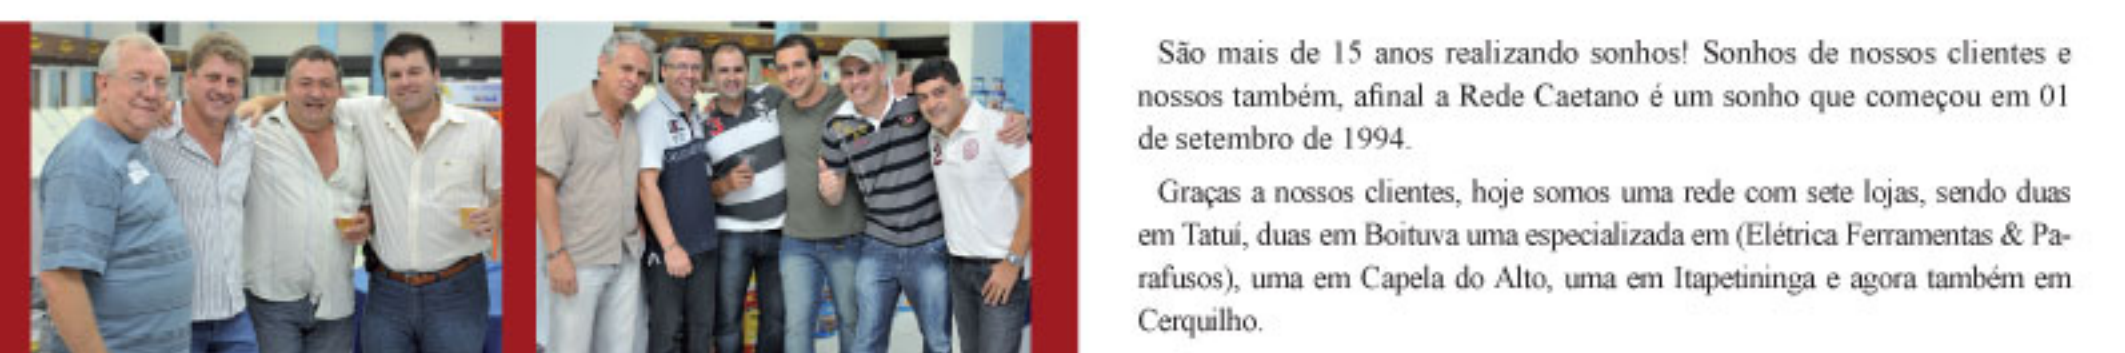 São mais de 15 anos realizando sonhos! Sonhos de nossos clientes e
nossos também, afinal a Rede Caetano é um sonho que começou em 01
de setembro de 1994.
Graças a nossos clientes, hoje somos uma rede com sete lojas, sendo duas
em Tatuí, duas em Boituva uma especializada em (Elétrica Ferramentas & Pa-
rafusos), uma em Capela do Alto, uma em Itapetininga e agora também em
Cerquilho.